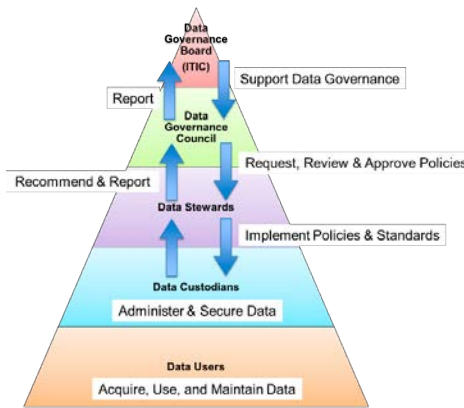 Data
Governance
Board
(ITIC)
Support Data Governance
Report
Data
Governance
Council
Request, Review & Approve Policies
Recommend & Report
Data Stewards
Implement Policies & Standards
Data Custodians
Administer & Secure Data
Data Users
Acquire, Use, and Maintain Data